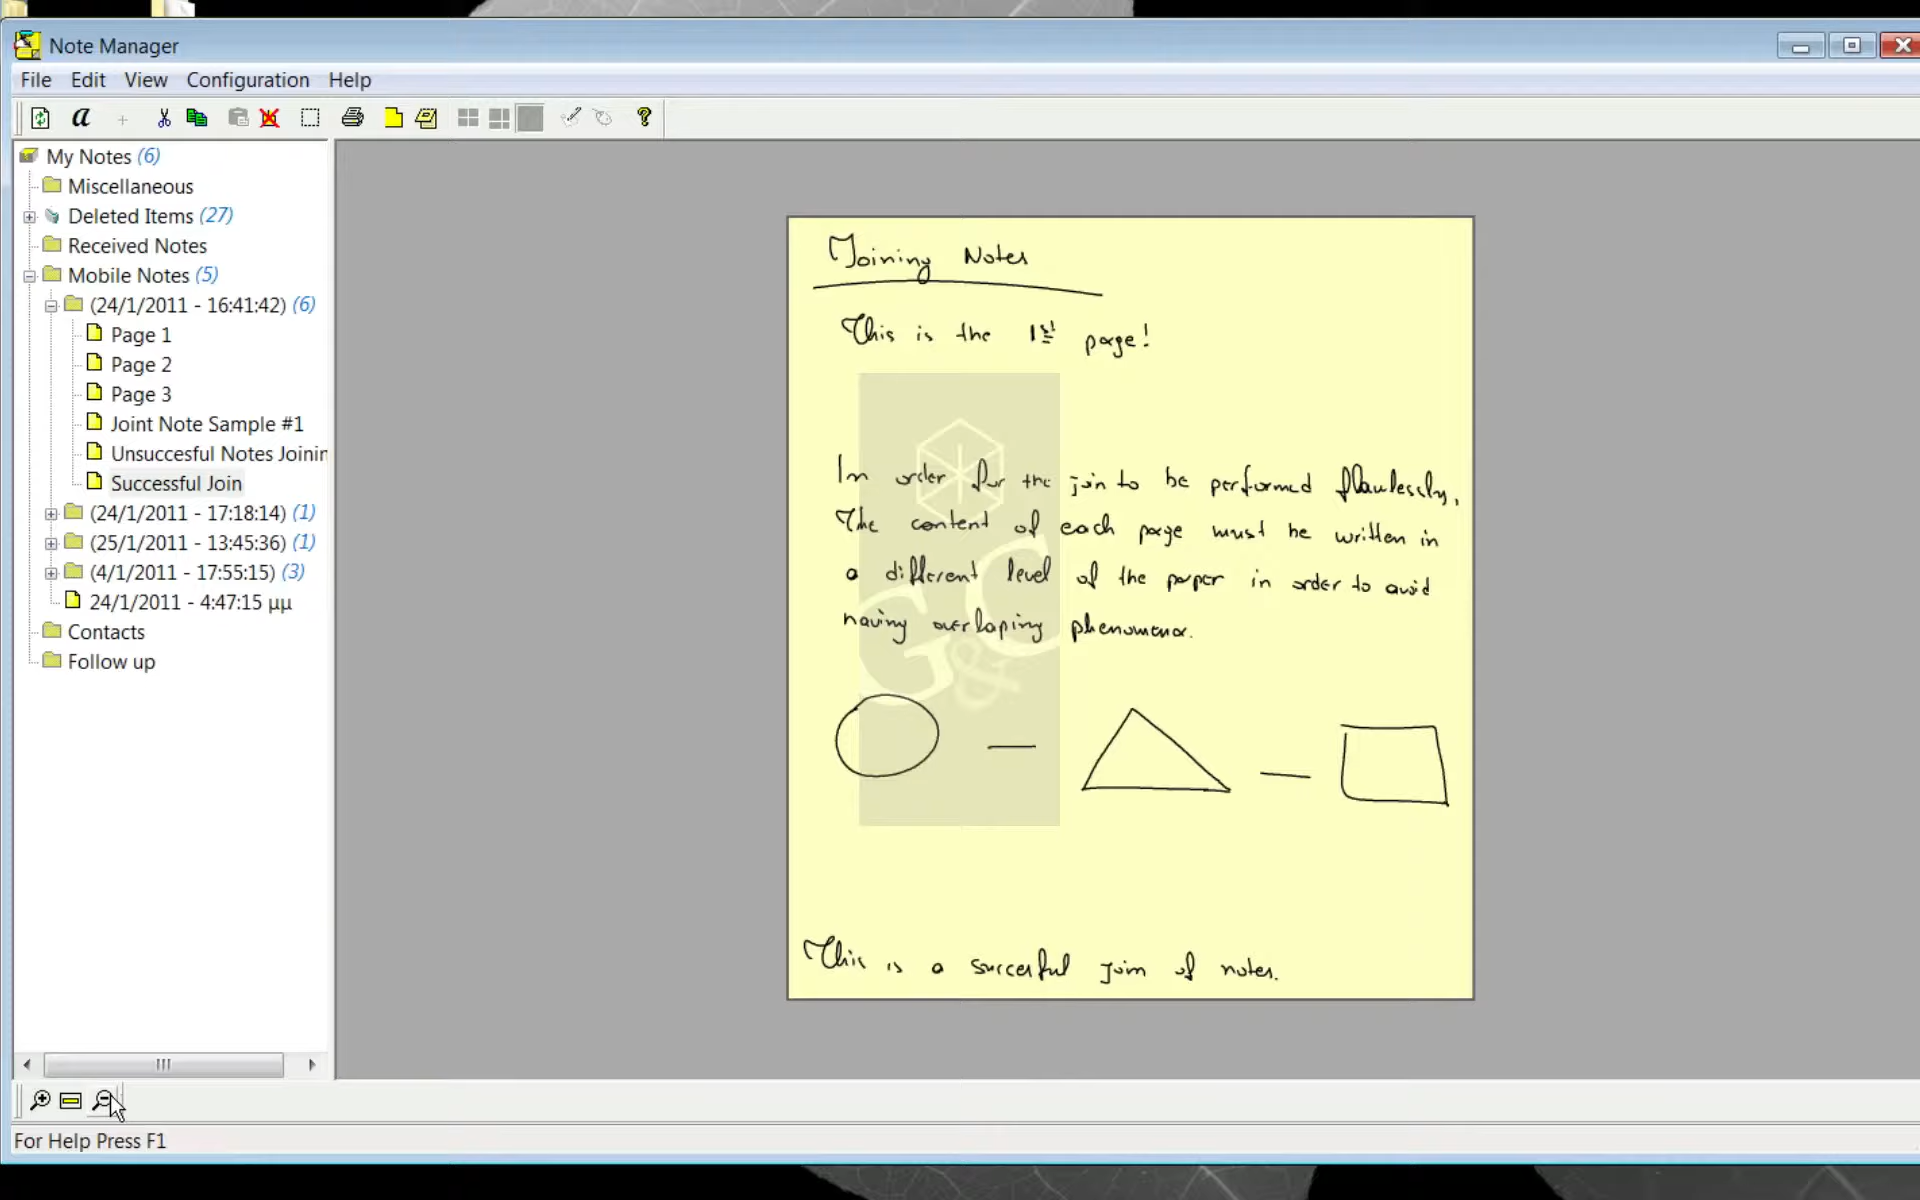 Note Manager
File Edit View Configuration Help
My Notes (6)
Miscellaneous
Deleted Items (27)
Received Notes
Mobile Notes (5)
(24/1/2011 - 16:41:42) (6)
Page 1
Page 2
Page 3
Joint Note Sample #1
Unsuccesful Notes Joinin
Successful Join
(24/1/2011 - 17:18:14) (1)
(25/1/2011 - 13:45:36) (1)
(4/1/2011 - 17:55:15) (3)
24/1/2011 - 4:47:15 μμ
Contacts
Follow up
For Help Press F1
Joining Notes
This is the 1st page!
In order for the join to be performed flawlessly,
The content of each page must be written in
a different level of the paper in order to avoid
having overlaping phenomena.
This is a succesful join of notes.
G&C